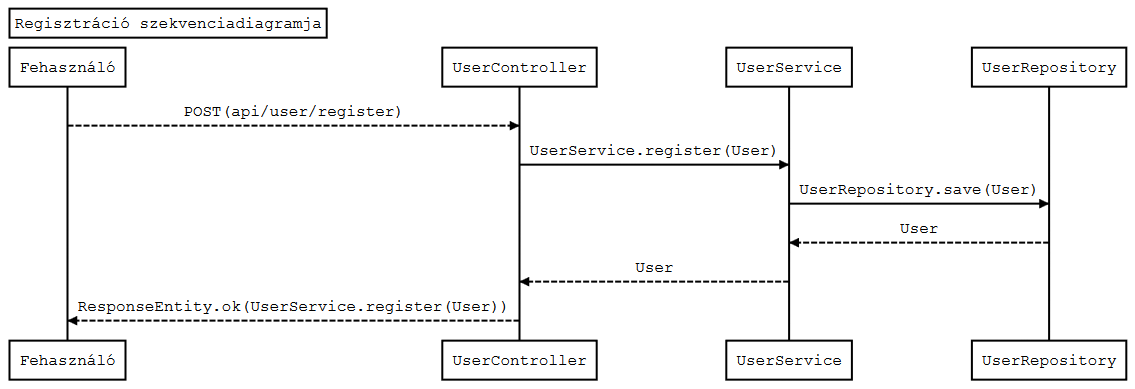 Regisztráció szekvenciadiagramja
Fehasználó UserController UserService UserRepository
POST(api/user/register)
UserService.register(User)
UserRepository.save(User)
User
User
ResponseEntity.ok(UserService.register(User))
Fehasználó UserController UserService UserRepository